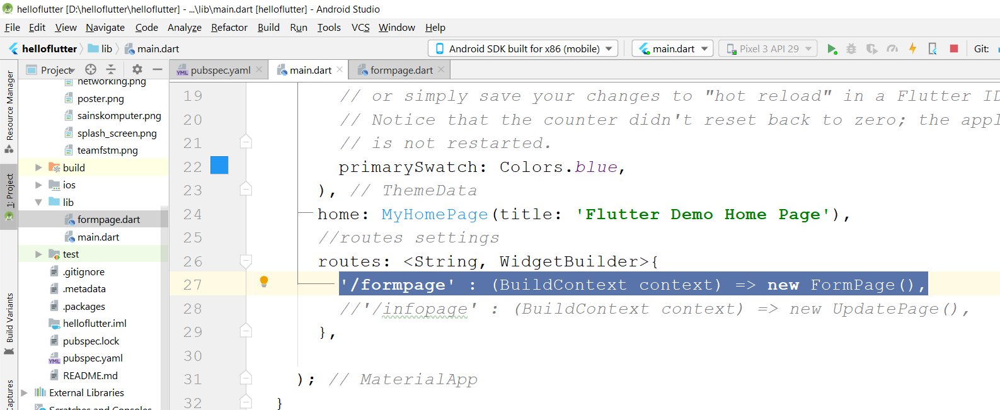 helloflutter [D:\helloflutter\helloflutter] - ...\lib\main.dart [helloflutter] - Android Studio
File Edit View Navigate Code Analyze Refactor Build Run Tools VCS Window Help
helloflutter lib main.dart Android SDK built for x86 (mobile) main.dart Pixel 3 API 29 Git:
Project pubspec.yaml main.dart formpage.dart
Resource Manager
1: Project
Build Variants
Captures
networking.png
poster.png
sainskomputer.png
splash_screen.png
teamfstm.png
build
ios
lib
formpage.dart
main.dart
test
.gitignore
.metadata
.packages
helloflutter.iml
pubspec.lock
YML pubspec.yaml
README.md
External Libraries
Scratches and Consoles
19 // or simply save your changes to "hot reload" in a Flutter ID
20 // Notice that the counter didn't reset back to zero; the appl
21 // is not restarted.
22 primarySwatch: Colors.blue,
23 ), // ThemeData
24 home: MyHomePage(title: 'Flutter Demo Home Page'),
25 //routes settings
26 routes: <String, WidgetBuilder>{
27 '/formpage' : (BuildContext context) => new FormPage(),
28 //'/infopage' : (BuildContext context) => new UpdatePage(),
29 },
30
31 ); // MaterialApp
32 }